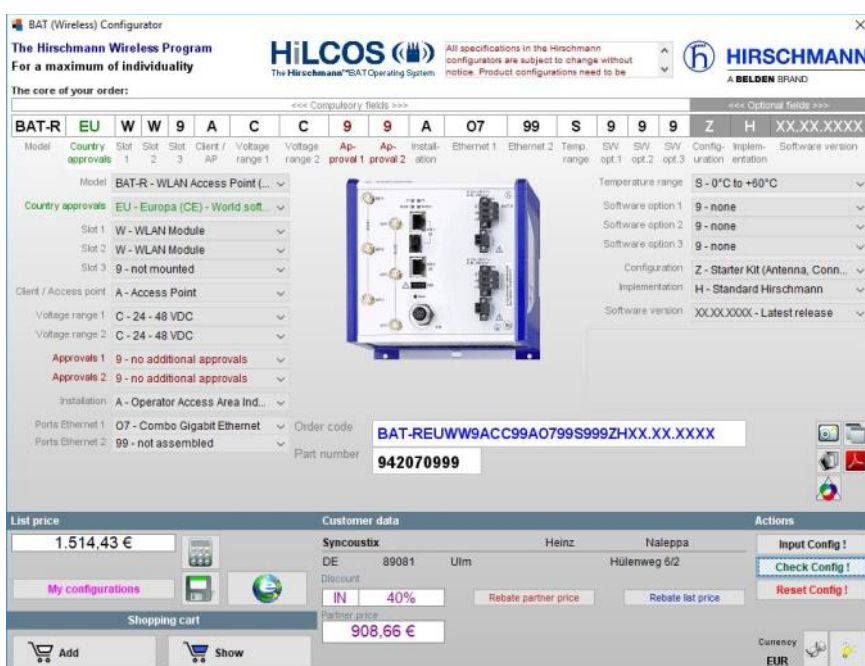 BAT (Wireless) Configurator
The Hirschmann Wireless Program
For a maximum of individuality
HiLCOS
The Hirschmann™BAT Operating System
All specifications in the Hirschmann
configurators are subject to change without
notice. Product configurations need to be
HIRSCHMANN
A BELDEN BRAND
The core of your order:
<<< Compulsory fields >>>
<<< Optional fields >>>
BAT-R EU W W 9 A C C 9 9 A O7 99 S 9 9 9 Z H XX.XX.XXXX
Model Country approvals Slot 1 Slot 2 Slot 3 Client / AP Voltage range 1 Voltage range 2 Ap-proval 1 Ap-proval 2 Install-ation Ethernet 1 Ethernet 2 Temp. range SW opt.1 SW opt.2 SW opt.3 Config-uration Implem-entation Software version
Model BAT-R - WLAN Access Point (...
Country approvals EU - Europa (CE) - World soft...
Slot 1 W - WLAN Module
Slot 2 W - WLAN Module
Slot 3 9 - not mounted
Client / Access point A - Access Point
Voltage range 1 C - 24 - 48 VDC
Voltage range 2 C - 24 - 48 VDC
Approvals 1 9 - no additional approvals
Approvals 2 9 - no additional approvals
Installation A - Operator Access Area Ind...
Ports Ethernet 1 O7 - Combo Gigabit Ethernet
Ports Ethernet 2 99 - not assembled
Temperature range S - 0°C to +60°C
Software option 1 9 - none
Software option 2 9 - none
Software option 3 9 - none
Configuration Z - Starter Kit (Antenna, Conn...
Implementation H - Standard Hirschmann
Software version XX.XX.XXXX - Latest release
Order code BAT-REUWW9ACC99AO799S999ZHXX.XX.XXXX
Part number 942070999
List price
1.514,43 €
My configurations
Shopping cart
Add
Show
Customer data
Syncoustix Heinz Naleppa
DE 89081 Ulm Hülenweg 6/2
Discount
IN 40%
Rebate partner price
Rebate list price
Partner price
908,66 €
Actions
Input Config !
Check Config !
Reset Config !
Currency
EUR